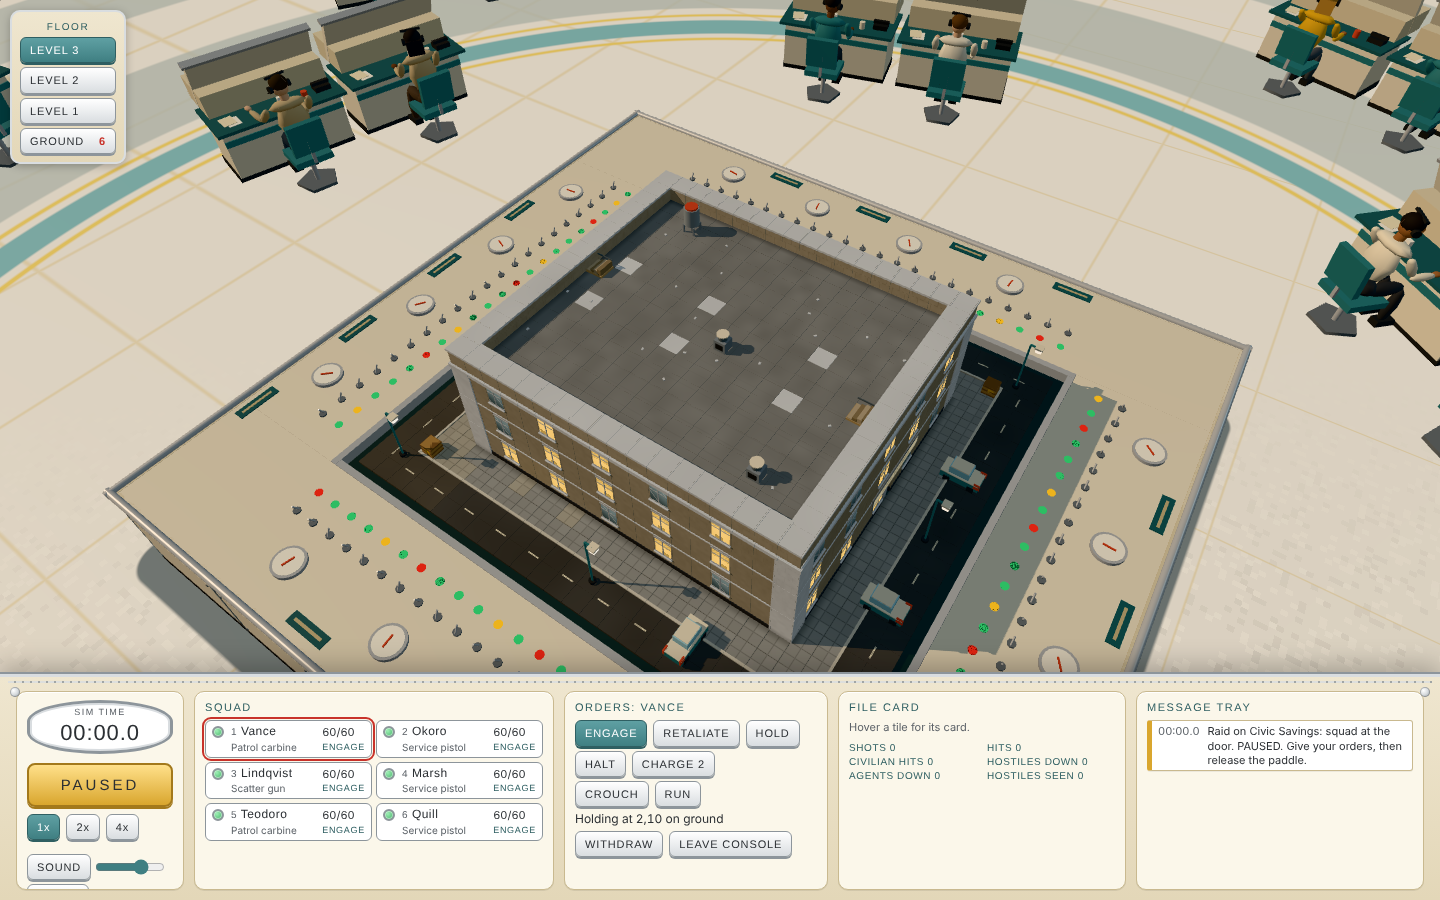 FLOOR
LEVEL 3
LEVEL 2
LEVEL 1
GROUND 6
SIM TIME
00:00.0
PAUSED
1x 2x 4x
SOUND
SQUAD
1 Vance 60/60
Patrol carbine ENGAGE
2 Okoro 60/60
Service pistol ENGAGE
3 Lindqvist 60/60
Scatter gun ENGAGE
4 Marsh 60/60
Service pistol ENGAGE
5 Teodoro 60/60
Patrol carbine ENGAGE
6 Quill 60/60
Service pistol ENGAGE
ORDERS: VANCE
ENGAGE RETALIATE HOLD
HALT CHARGE 2
CROUCH RUN
Holding at 2,10 on ground
WITHDRAW LEAVE CONSOLE
FILE CARD
Hover a tile for its card.
SHOTS 0 HITS 0
CIVILIAN HITS 0 HOSTILES DOWN 0
AGENTS DOWN 0 HOSTILES SEEN 0
MESSAGE TRAY
00:00.0 Raid on Civic Savings: squad at the
door. PAUSED. Give your orders, then
release the paddle.